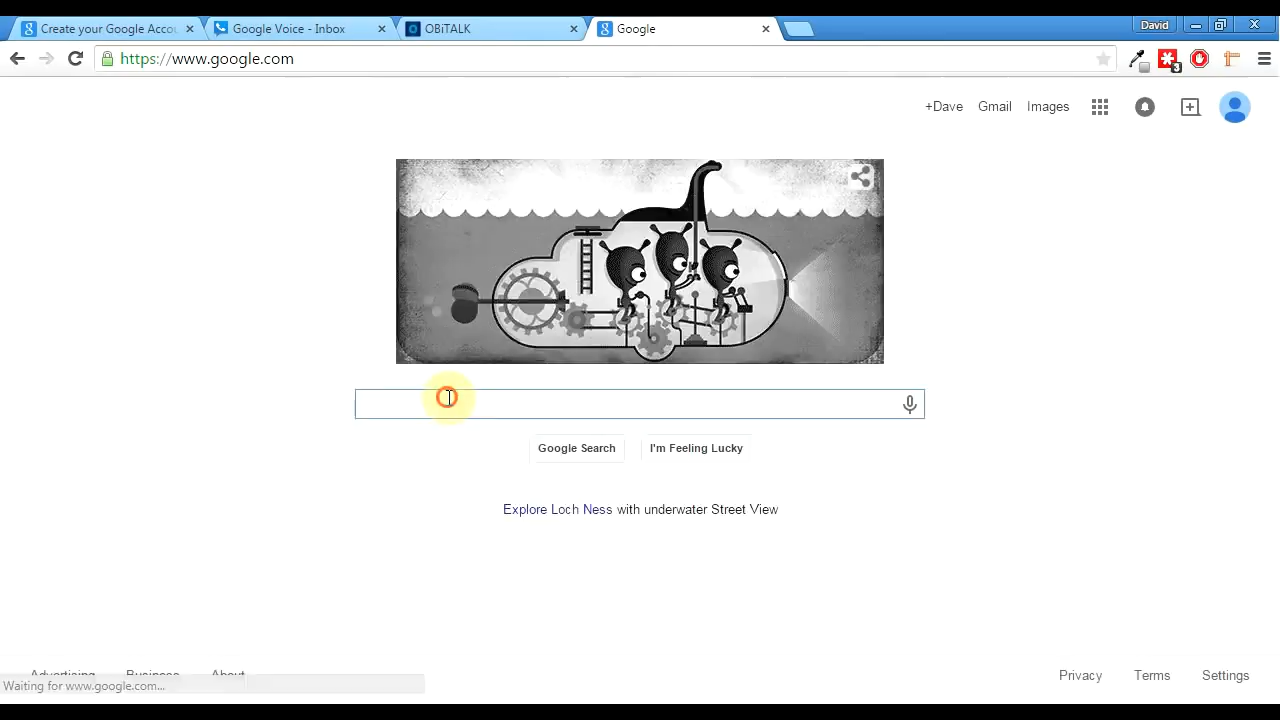 Create your Google Accou
Google Voice - Inbox
OBiTALK
Google
David
https://www.google.com
3
+Dave
Gmail
Images
Google Search
I'm Feeling Lucky
Explore Loch Ness with underwater Street View
Advertising
Business
About
Privacy
Terms
Settings
Waiting for www.google.com...